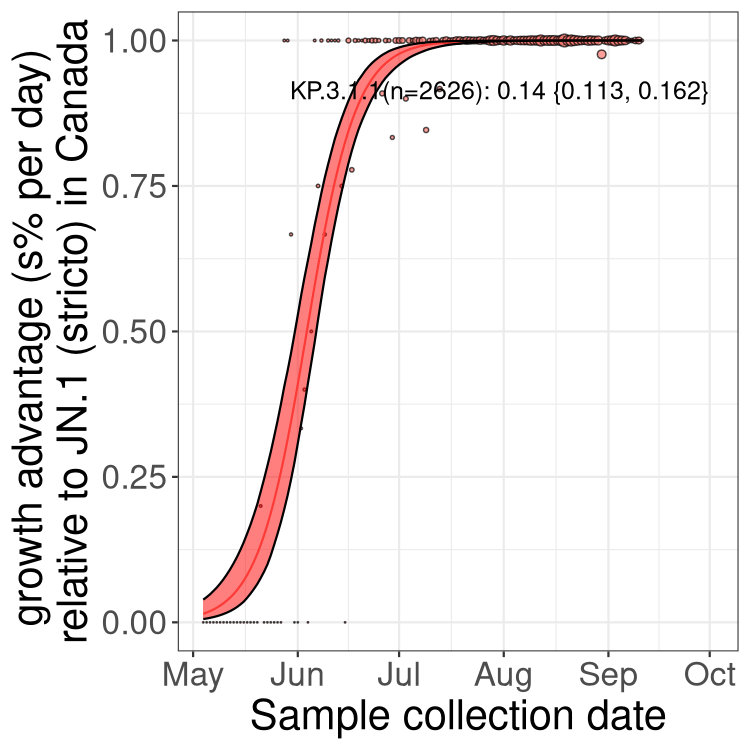 growth advantage (s% per day)
relative to JN.1 (stricto) in Canada
1.00
0.75
0.50
0.25
0.00
KP.3.1.1(n=2626): 0.14 {0.113, 0.162}
May Jun Jul Aug Sep Oct
Sample collection date